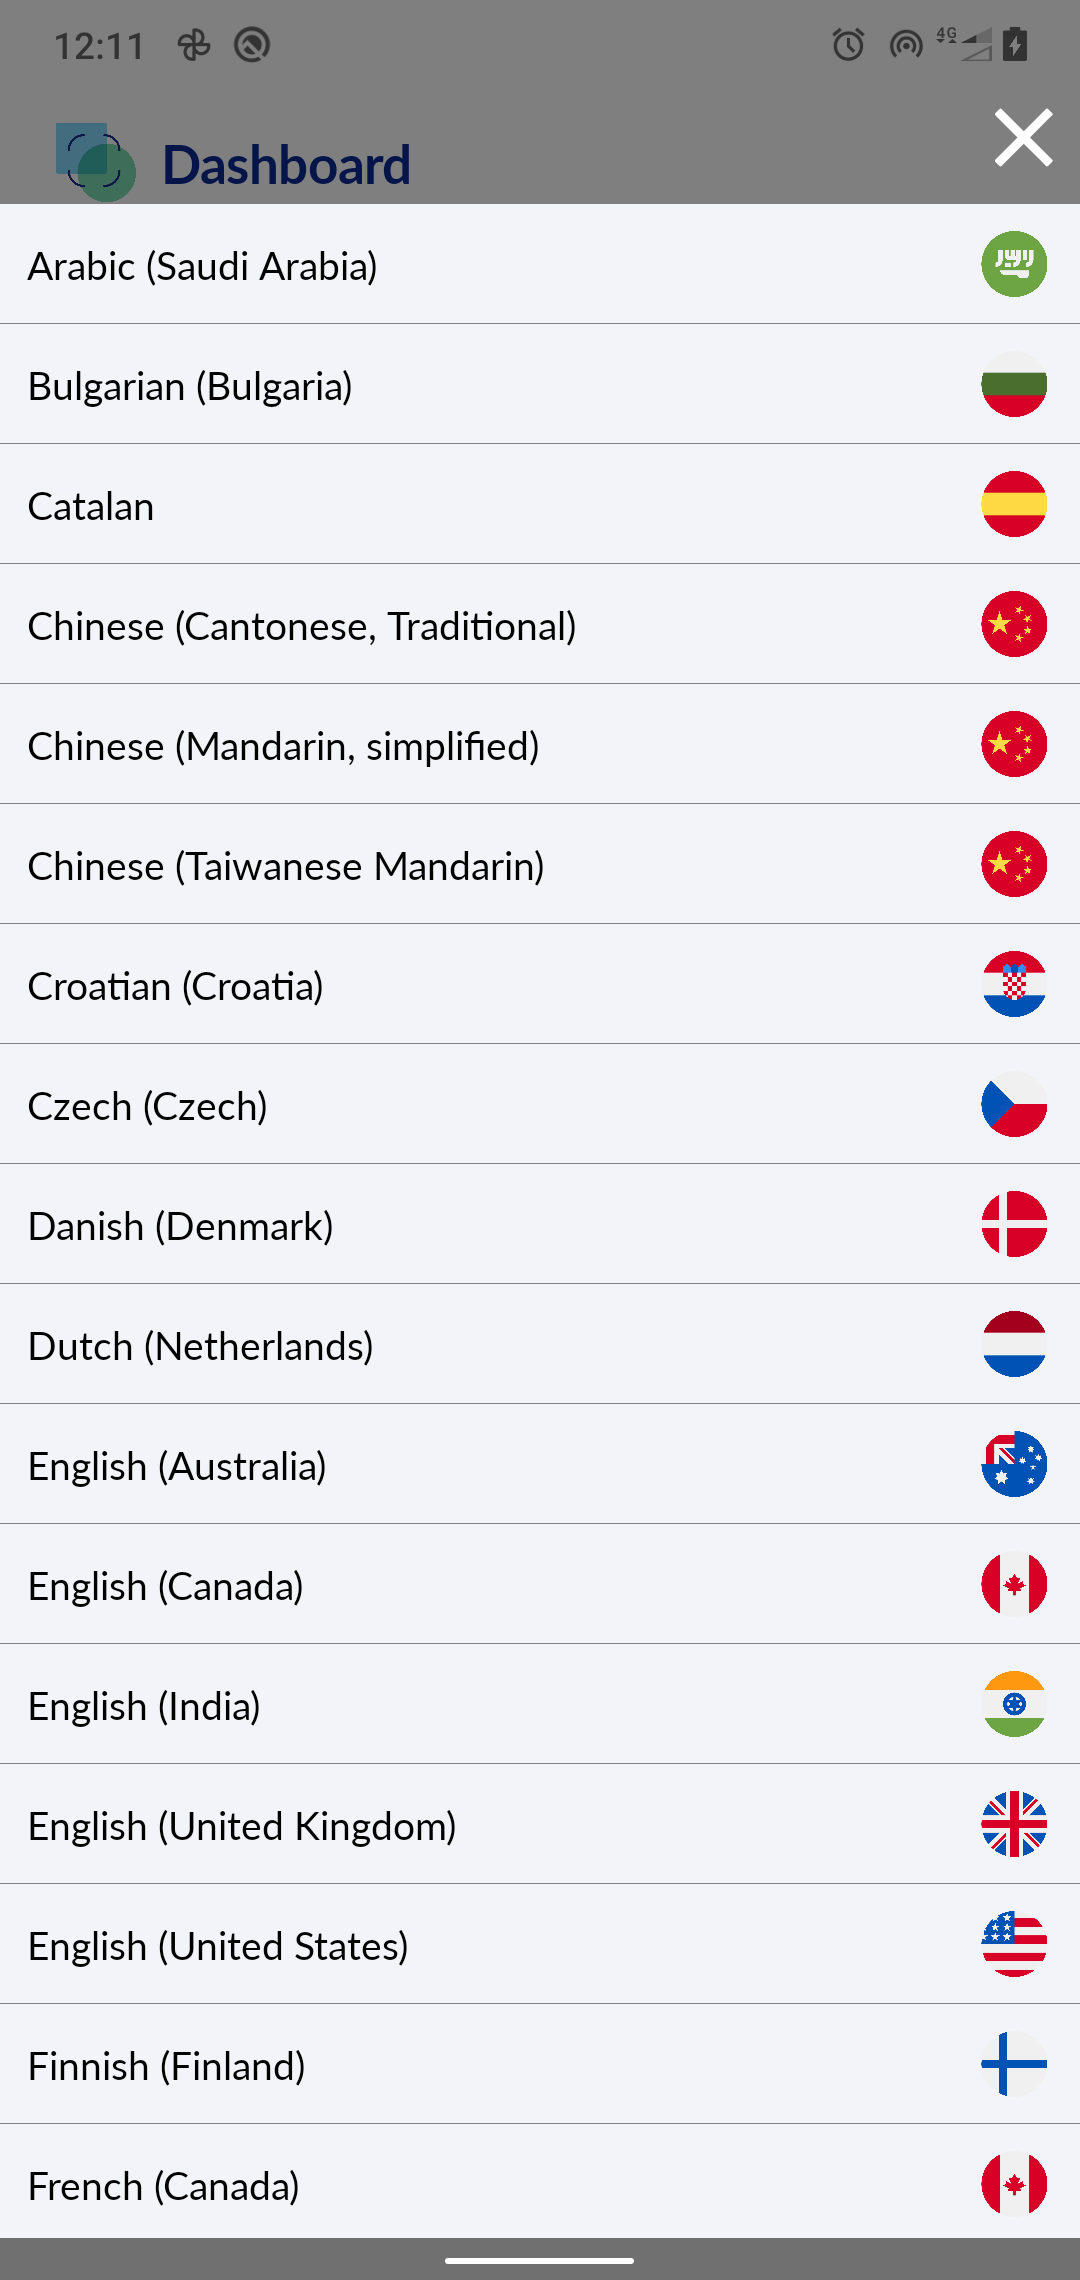 12:11
4G
Dashboard
Arabic (Saudi Arabia)
Bulgarian (Bulgaria)
Catalan
Chinese (Cantonese, Traditional)
Chinese (Mandarin, simplified)
Chinese (Taiwanese Mandarin)
Croatian (Croatia)
Czech (Czech)
Danish (Denmark)
Dutch (Netherlands)
English (Australia)
English (Canada)
English (India)
English (United Kingdom)
English (United States)
Finnish (Finland)
French (Canada)